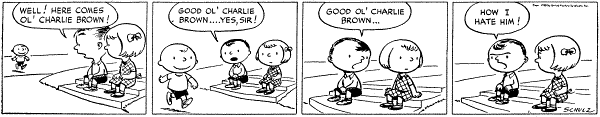 WELL! HERE COMES
OL' CHARLIE BROWN!
GOOD OL' CHARLIE
BROWN....YES, SIR!
GOOD OL' CHARLIE
BROWN...
HOW I
HATE HIM!
SCHULZ